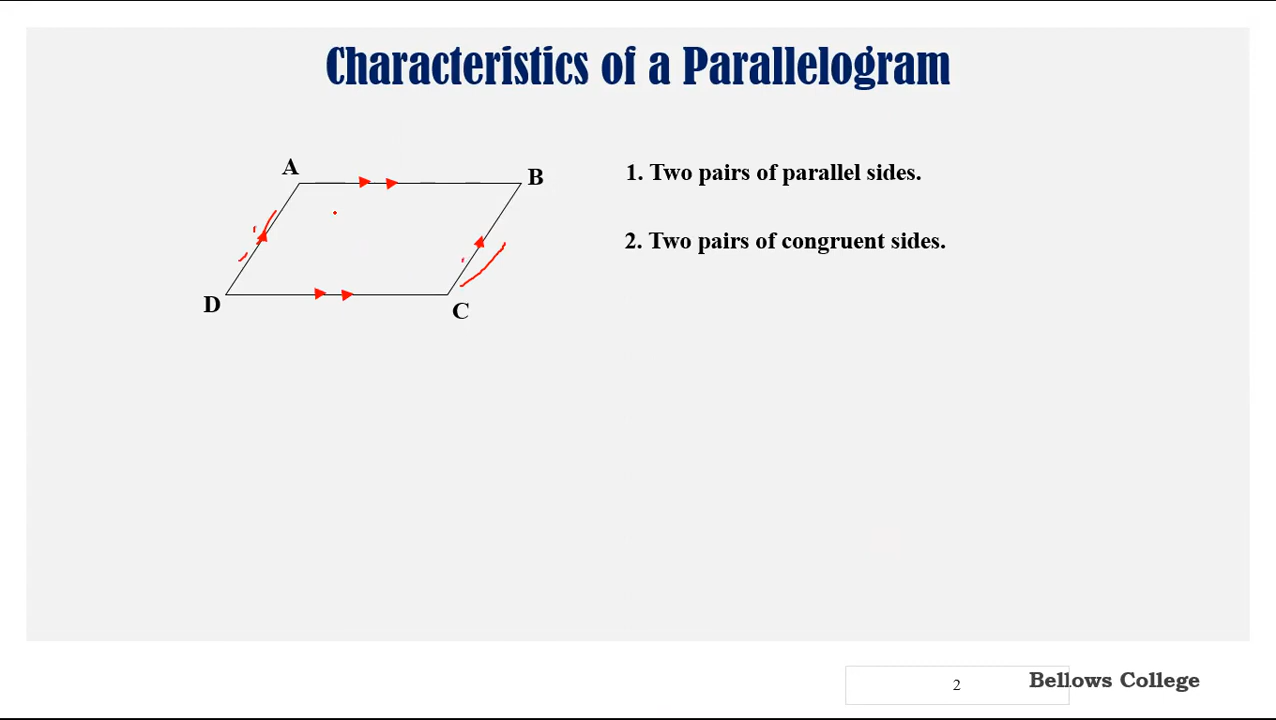 Characteristics of a Parallelogram
A
B
1. Two pairs of parallel sides.
2. Two pairs of congruent sides.
D
C
2
Bellows College